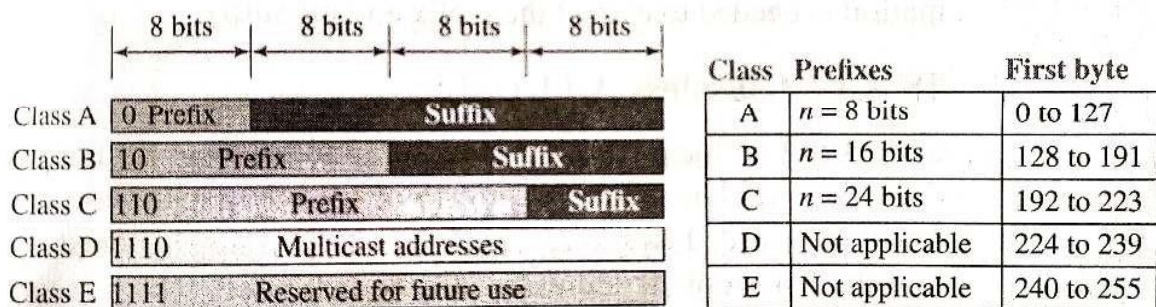 8 bits 8 bits 8 bits 8 bits
Class A 0 Prefix Suffix
Class B 10 Prefix Suffix
Class C 110 Prefix Suffix
Class D 1110 Multicast addresses
Class E 1111 Reserved for future use
Class Prefixes First byte
A n = 8 bits 0 to 127
B n = 16 bits 128 to 191
C n = 24 bits 192 to 223
D Not applicable 224 to 239
E Not applicable 240 to 255